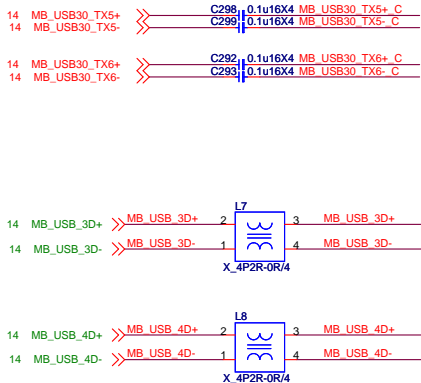 C298 0.1u16X4 MB_USB30_TX5+_C
14 MB_USB30_TX5+
C299 0.1u16X4 MB_USB30_TX5-_C
14 MB_USB30_TX5-
C292 0.1u16X4 MB_USB30_TX6+_C
14 MB_USB30_TX6+
C293 0.1u16X4 MB_USB30_TX6-_C
14 MB_USB30_TX6-
L7
14 MB_USB_3D+ MB_USB_3D+ 2 3 MB_USB_3D+
14 MB_USB_3D- MB_USB_3D- 1 4 MB_USB_3D-
X_4P2R-0R/4
L8
14 MB_USB_4D+ MB_USB_4D+ 2 3 MB_USB_4D+
14 MB_USB_4D- MB_USB_4D- 1 4 MB_USB_4D-
X_4P2R-0R/4